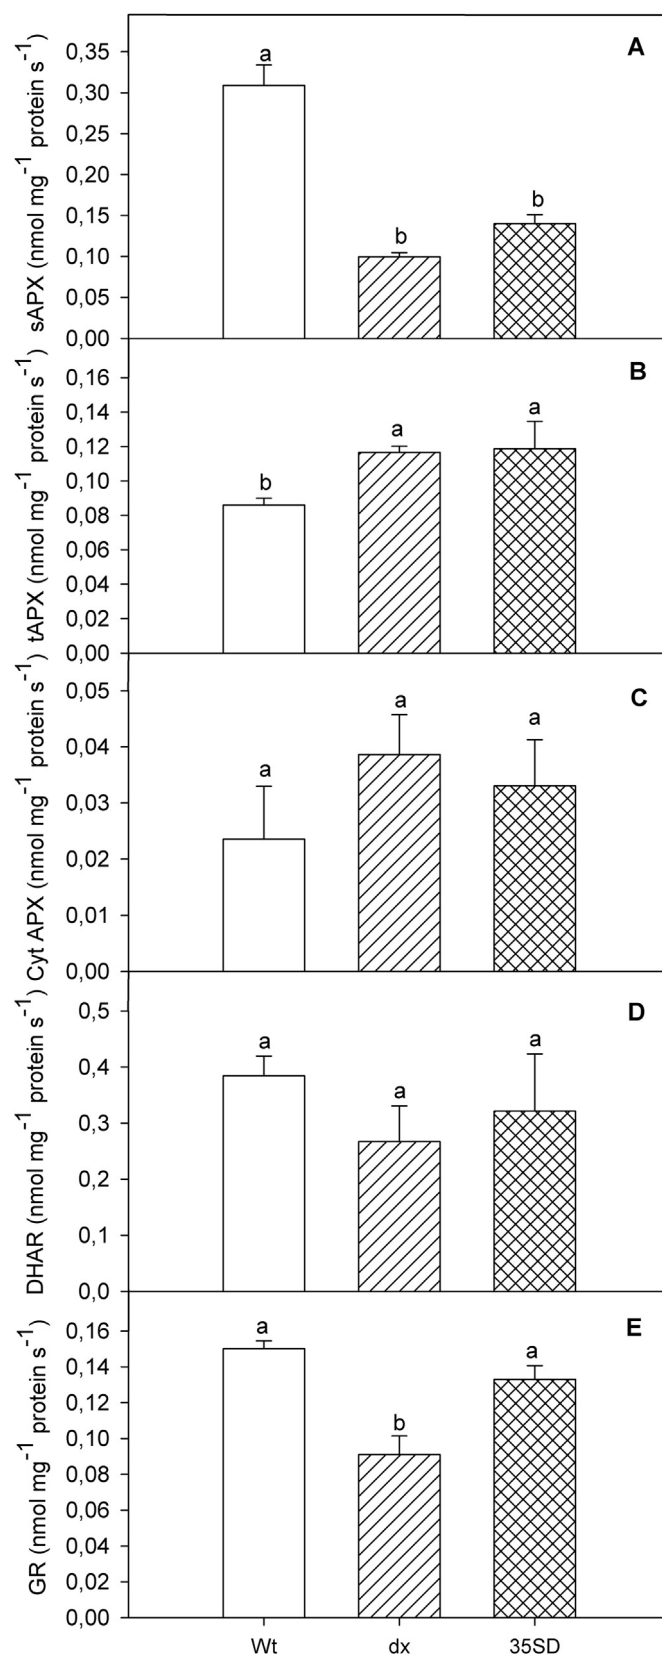 A
sAPX (nmol mg⁻¹ protein s⁻¹)
0,35
0,30
0,25
0,20
0,15
0,10
0,05
0,00
a
b
b
B
tAPX (nmol mg⁻¹ protein s⁻¹)
0,16
0,14
0,12
0,10
0,08
0,06
0,04
0,02
0,00
b
a
a
C
Cyt APX (nmol mg⁻¹ protein s⁻¹)
0,05
0,04
0,03
0,02
0,01
0,00
a
a
a
D
DHAR (nmol mg⁻¹ protein s⁻¹)
0,5
0,4
0,3
0,2
0,1
0,0
a
a
a
E
GR (nmol mg⁻¹ protein s⁻¹)
0,16
0,14
0,12
0,10
0,08
0,06
0,04
0,02
0,00
a
b
a
Wt
dx
35SD